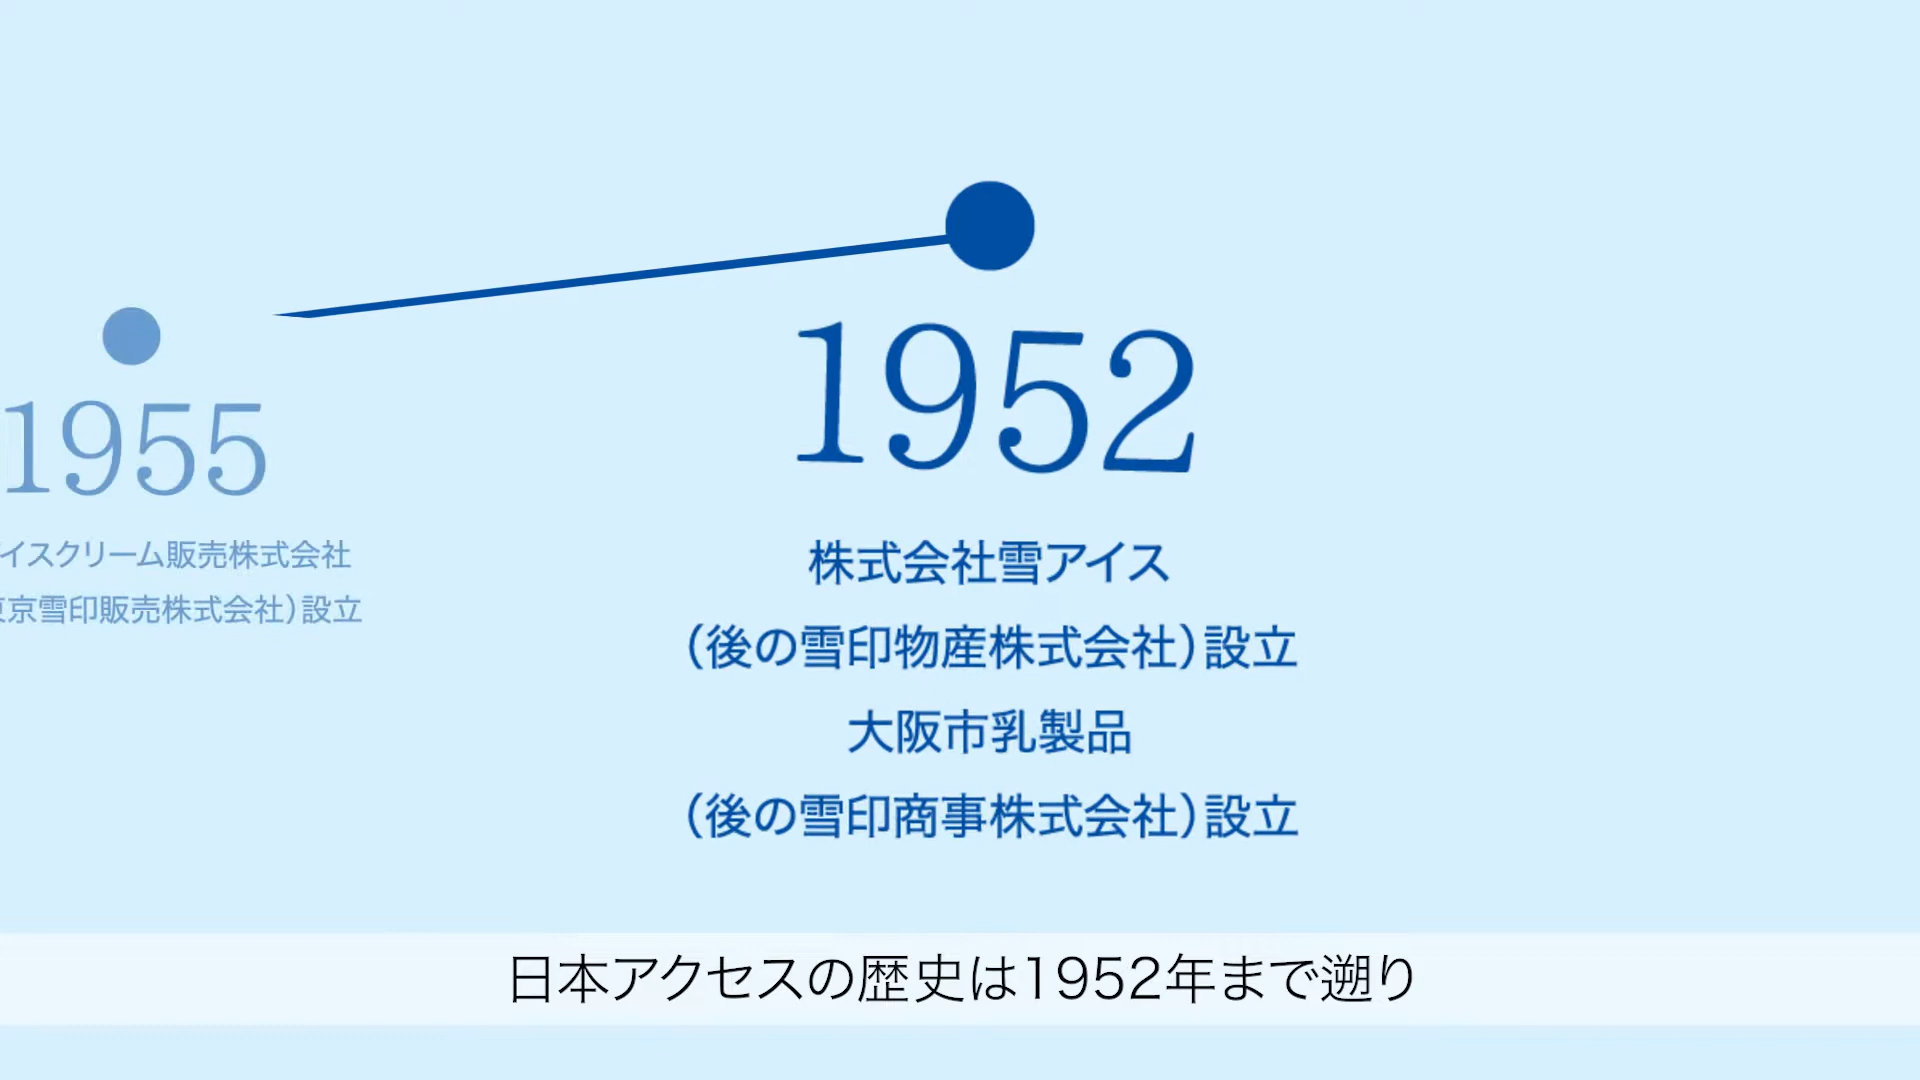 1955
イスクリーム販売株式会社
京雪印販売株式会社)設立
1952
株式会社雪アイス
(後の雪印物産株式会社)設立
大阪市乳製品
(後の雪印商事株式会社)設立
日本アクセスの歴史は1952年まで遡り